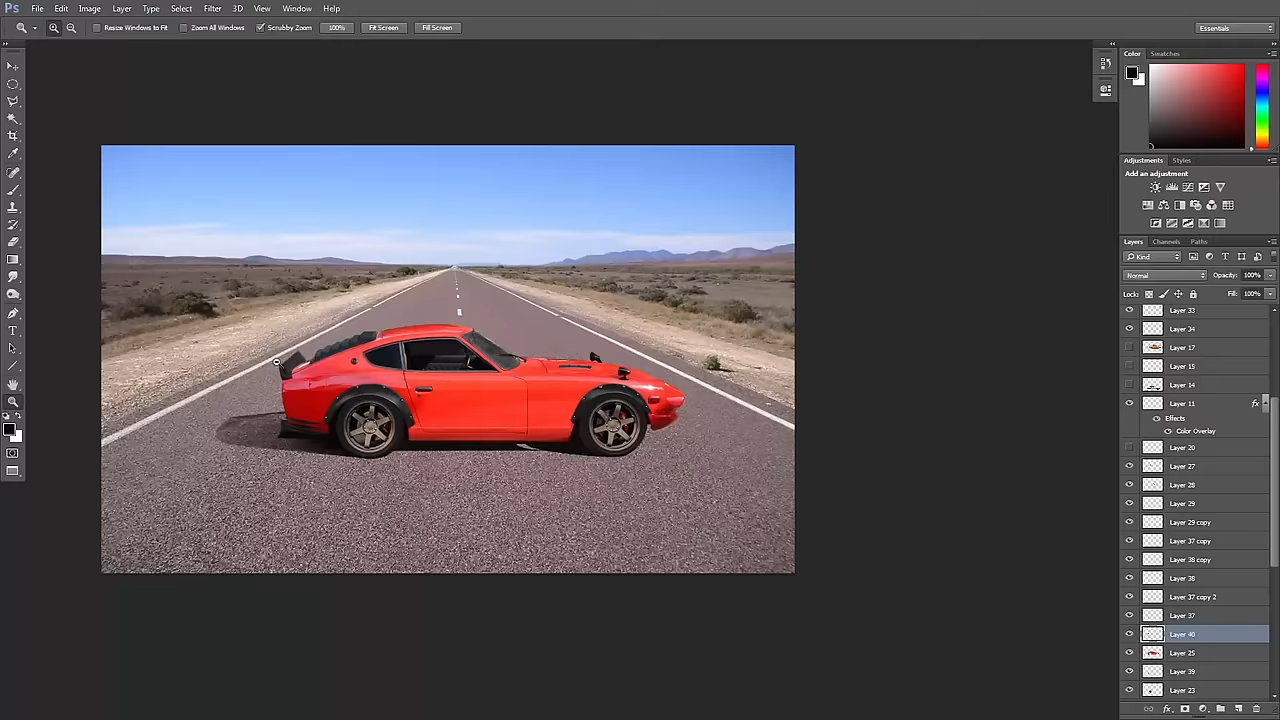 Ps File Edit Image Layer Type Select Filter 3D View Window Help
Resize Windows to Fit Zoom All Windows Scrubby Zoom 100% Fit Screen Fill Screen Essentials
Color Swatches
Adjustments Styles
Add an adjustment
Layers Channels Paths
Kind
Normal Opacity: 100%
Lock: Fill: 100%
Layer 33
Layer 34
Layer 17
Layer 15
Layer 14
Layer 11 fx
Effects
Color Overlay
Layer 20
Layer 27
Layer 28
Layer 29
Layer 29 copy
Layer 37 copy
Layer 38 copy
Layer 38
Layer 37 copy 2
Layer 37
Layer 40
Layer 25
Layer 39
Layer 23
fx